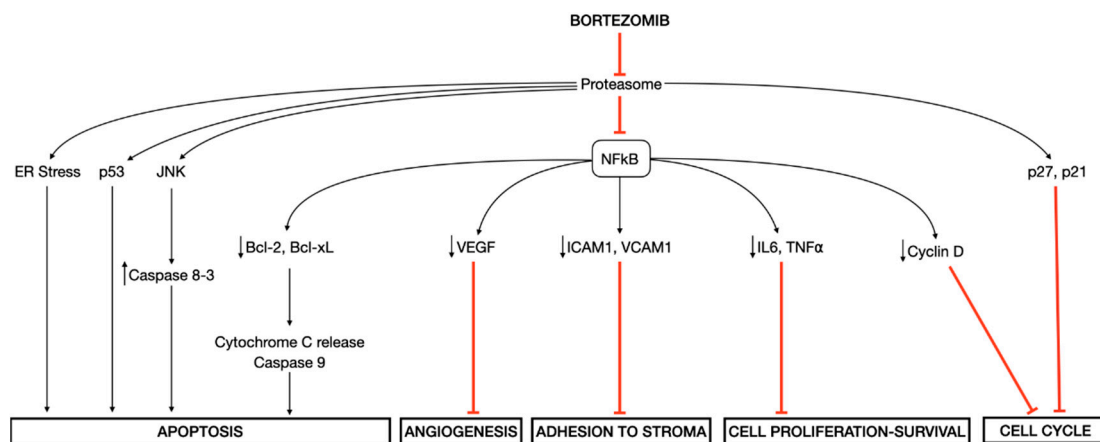 BORTEZOMIB
Proteasome
NFkB
ER Stress
p53
JNK
p27, p21
↓Bcl-2, Bcl-xL
↓VEGF
↓ICAM1, VCAM1
↓IL6, TNFα
↓Cyclin D
↑Caspase 8-3
Cytochrome C release
Caspase 9
APOPTOSIS
ANGIOGENESIS
ADHESION TO STROMA
CELL PROLIFERATION-SURVIVAL
CELL CYCLE